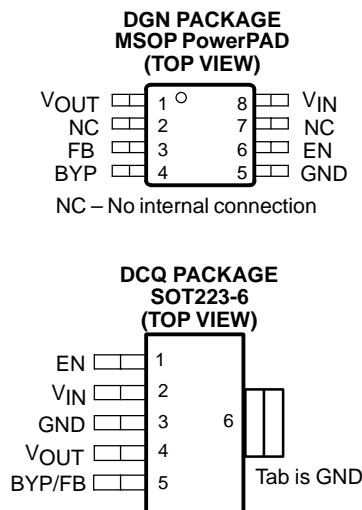 DGN PACKAGE
MSOP PowerPAD
(TOP VIEW)
VOUT 1 8 VIN
NC 2 7 NC
FB 3 6 EN
BYP 4 5 GND
NC – No internal connection
DCQ PACKAGE
SOT223-6
(TOP VIEW)
EN 1
VIN 2
GND 3 6
VOUT 4
BYP/FB 5 Tab is GND